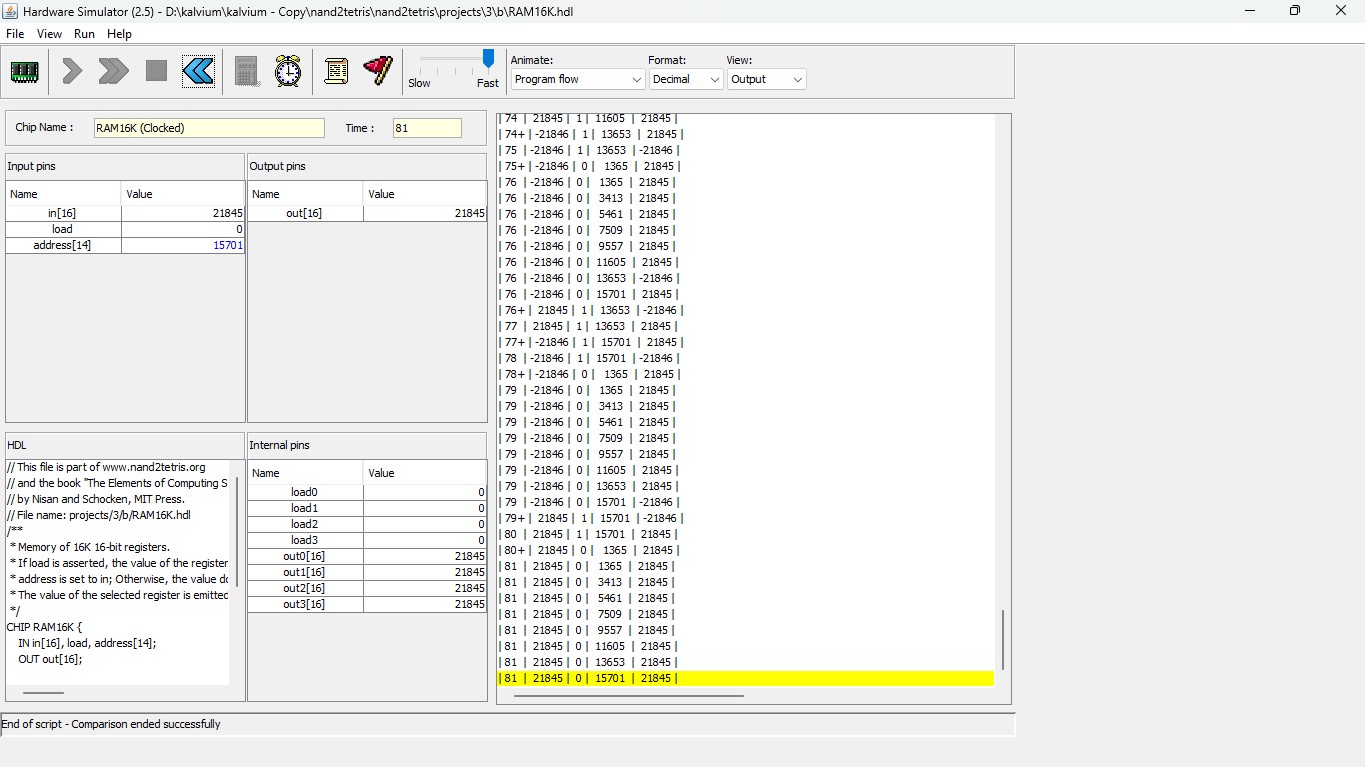 Hardware Simulator (2.5) - D:\kalvium\kalvium - Copy\nand2tetris\nand2tetris\projects\3\b\RAM16K.hdl
File View Run Help
Slow Fast
Animate: Format: View:
Program flow Decimal Output
Chip Name : RAM16K (Clocked) Time : 81
Input pins
Name Value
in[16] 21845
load 0
address[14] 15701
Output pins
Name Value
out[16] 21845
HDL
// This file is part of www.nand2tetris.org
// and the book "The Elements of Computing S
// by Nisan and Schocken, MIT Press.
// File name: projects/3/b/RAM16K.hdl
/**
* Memory of 16K 16-bit registers.
* If load is asserted, the value of the register
* address is set to in; Otherwise, the value do
* The value of the selected register is emitted
*/
CHIP RAM16K {
IN in[16], load, address[14];
OUT out[16];
Internal pins
Name Value
load0 0
load1 0
load2 0
load3 0
out0[16] 21845
out1[16] 21845
out2[16] 21845
out3[16] 21845
| 74 | 21845 | 1 | 11605 | 21845 |
| 74+ | -21846 | 1 | 13653 | 21845 |
| 75 | -21846 | 1 | 13653 | -21846 |
| 75+ | -21846 | 0 | 1365 | 21845 |
| 76 | -21846 | 0 | 1365 | 21845 |
| 76 | -21846 | 0 | 3413 | 21845 |
| 76 | -21846 | 0 | 5461 | 21845 |
| 76 | -21846 | 0 | 7509 | 21845 |
| 76 | -21846 | 0 | 9557 | 21845 |
| 76 | -21846 | 0 | 11605 | 21845 |
| 76 | -21846 | 0 | 13653 | -21846 |
| 76 | -21846 | 0 | 15701 | 21845 |
| 76+ | 21845 | 1 | 13653 | -21846 |
| 77 | 21845 | 1 | 13653 | 21845 |
| 77+ | -21846 | 1 | 15701 | 21845 |
| 78 | -21846 | 1 | 15701 | -21846 |
| 78+ | -21846 | 0 | 1365 | 21845 |
| 79 | -21846 | 0 | 1365 | 21845 |
| 79 | -21846 | 0 | 3413 | 21845 |
| 79 | -21846 | 0 | 5461 | 21845 |
| 79 | -21846 | 0 | 7509 | 21845 |
| 79 | -21846 | 0 | 9557 | 21845 |
| 79 | -21846 | 0 | 11605 | 21845 |
| 79 | -21846 | 0 | 13653 | 21845 |
| 79 | -21846 | 0 | 15701 | -21846 |
| 79+ | 21845 | 1 | 15701 | -21846 |
| 80 | 21845 | 1 | 15701 | 21845 |
| 80+ | 21845 | 0 | 1365 | 21845 |
| 81 | 21845 | 0 | 1365 | 21845 |
| 81 | 21845 | 0 | 3413 | 21845 |
| 81 | 21845 | 0 | 5461 | 21845 |
| 81 | 21845 | 0 | 7509 | 21845 |
| 81 | 21845 | 0 | 9557 | 21845 |
| 81 | 21845 | 0 | 11605 | 21845 |
| 81 | 21845 | 0 | 13653 | 21845 |
| 81 | 21845 | 0 | 15701 | 21845 |
End of script - Comparison ended successfully